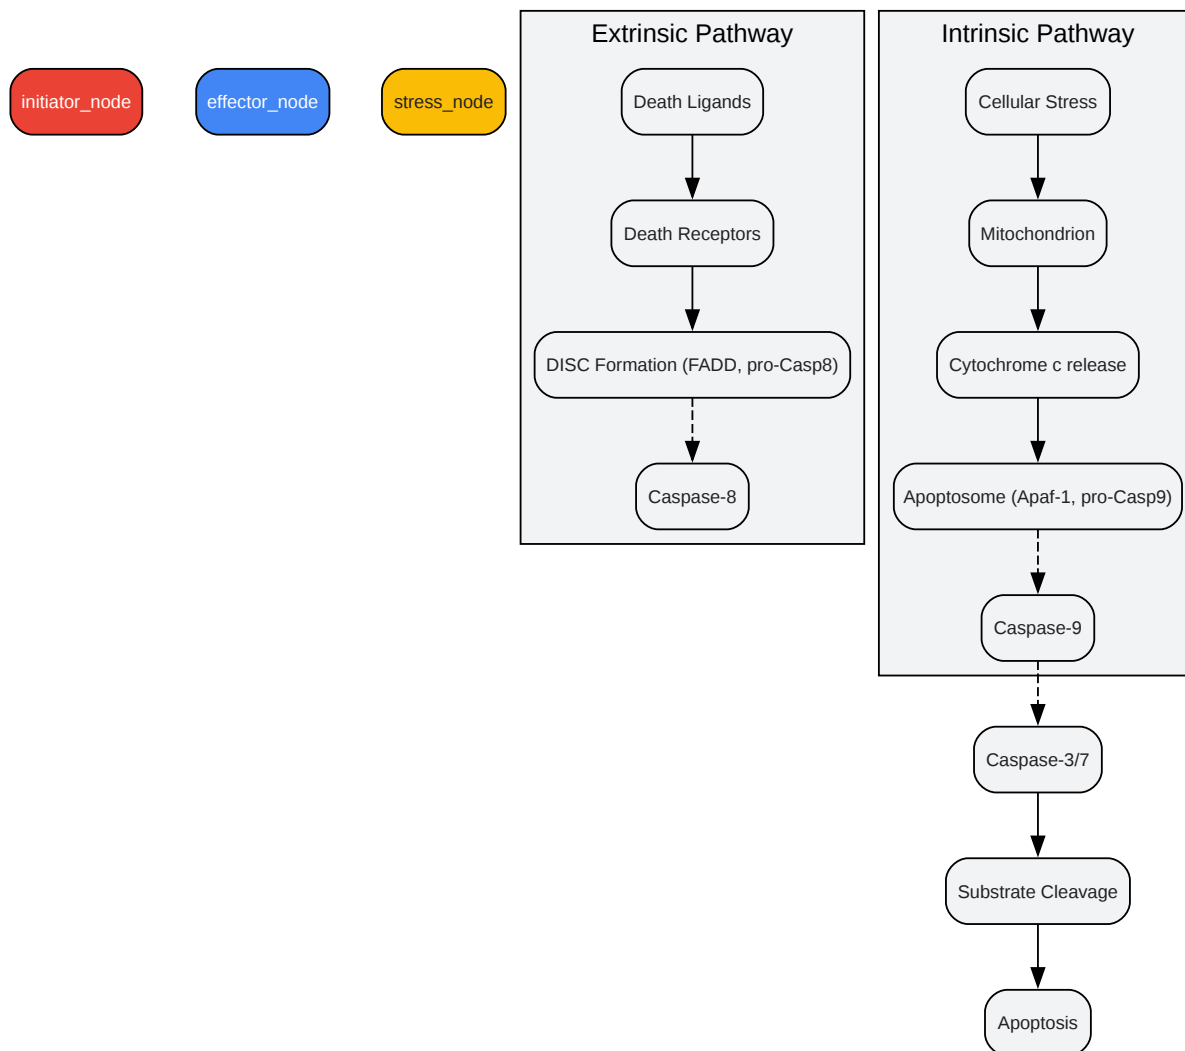 Extrinsic Pathway
Intrinsic Pathway
initiator_node
effector_node
stress_node
Death Ligands
Cellular Stress
Death Receptors
Mitochondrion
DISC Formation (FADD, pro-Casp8)
Cytochrome c release
Caspase-8
Apoptosome (Apaf-1, pro-Casp9)
Caspase-9
Caspase-3/7
Substrate Cleavage
Apoptosis